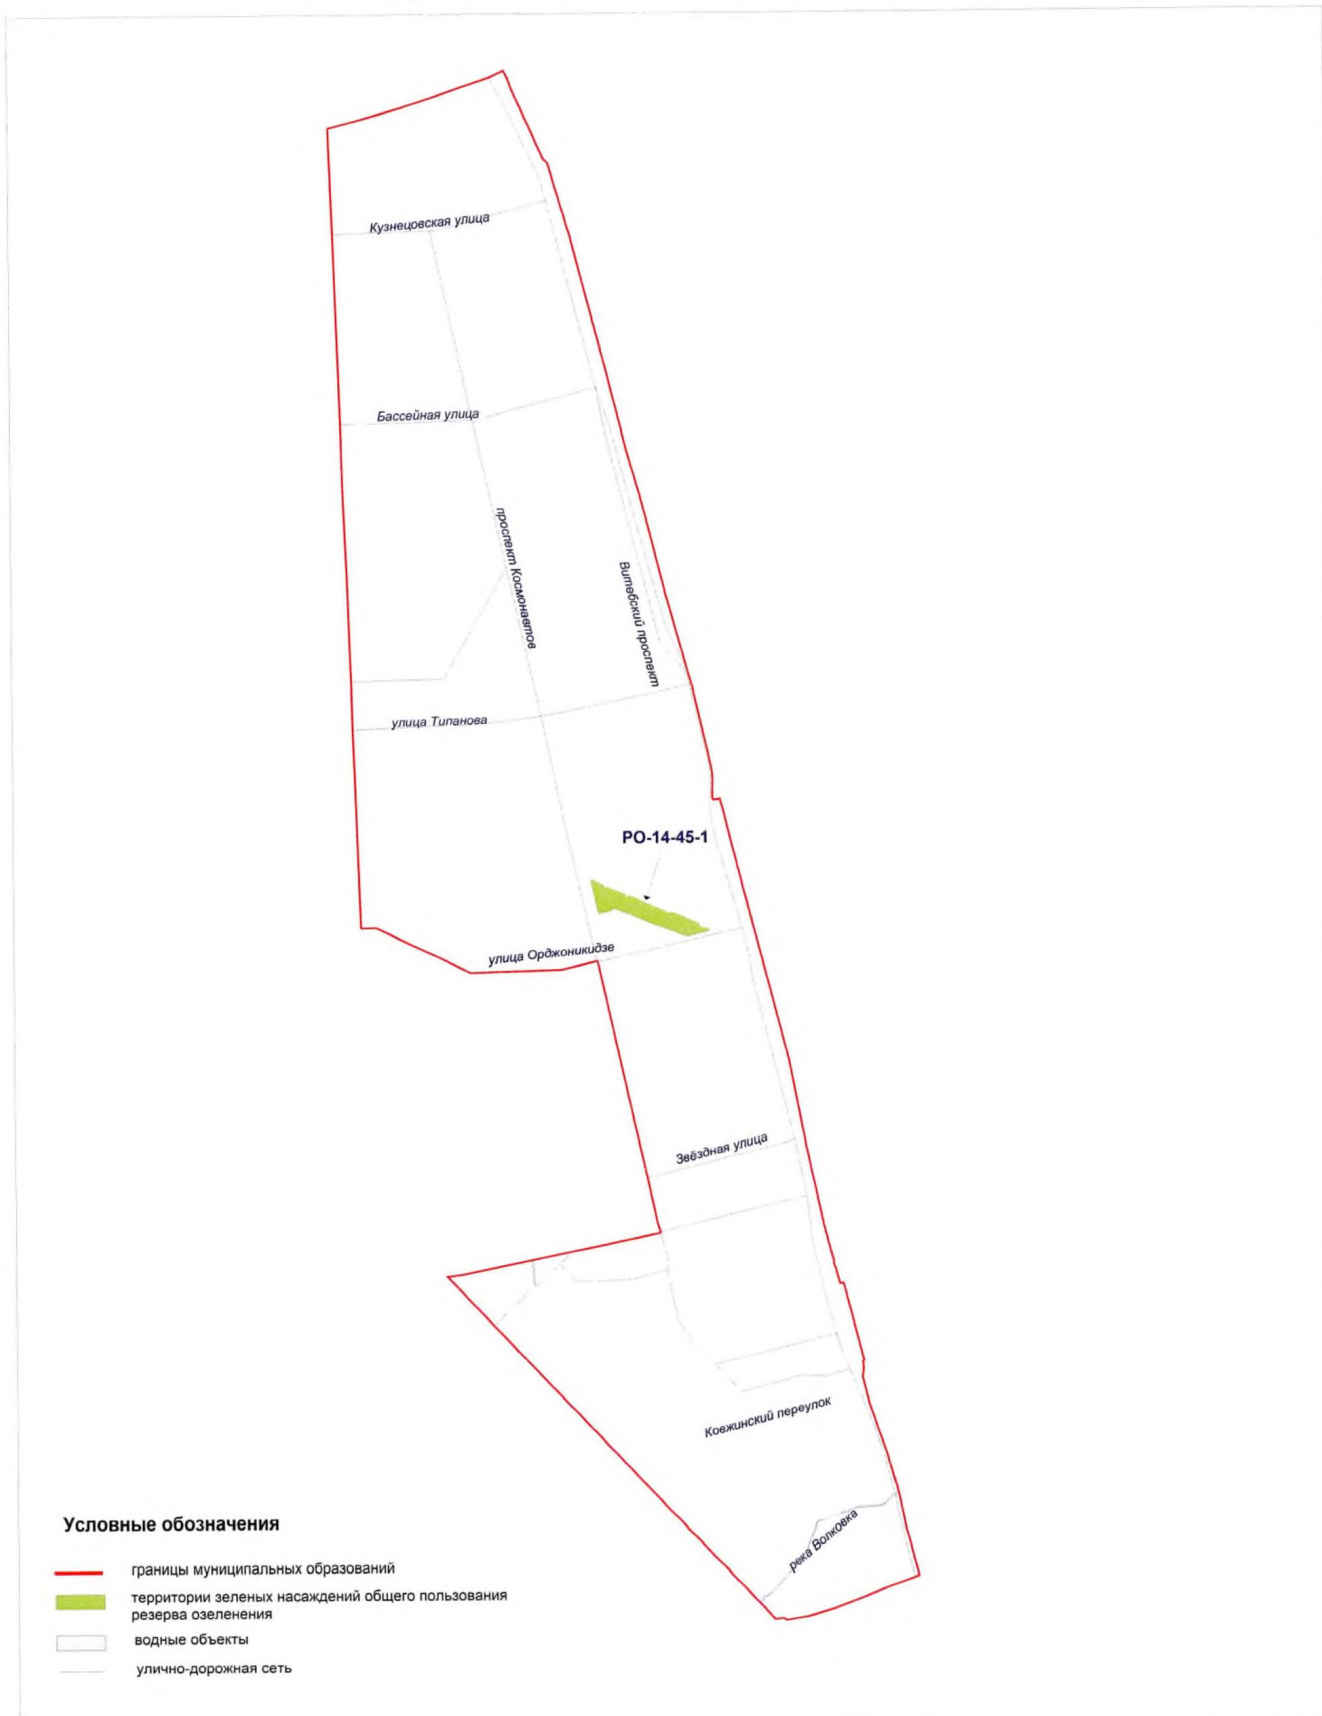 Кузнецовская улица
Бассейная улица
проспект Космонавтов
Витебский проспект
улица Типанова
РО-14-45-1
улица Орджоникидзе
Звёздная улица
Ковжинский переулок
река Волковка
Условные обозначения
границы муниципальных образований
территории зеленых насаждений общего пользования
резерва озеленения
водные объекты
улично-дорожная сеть